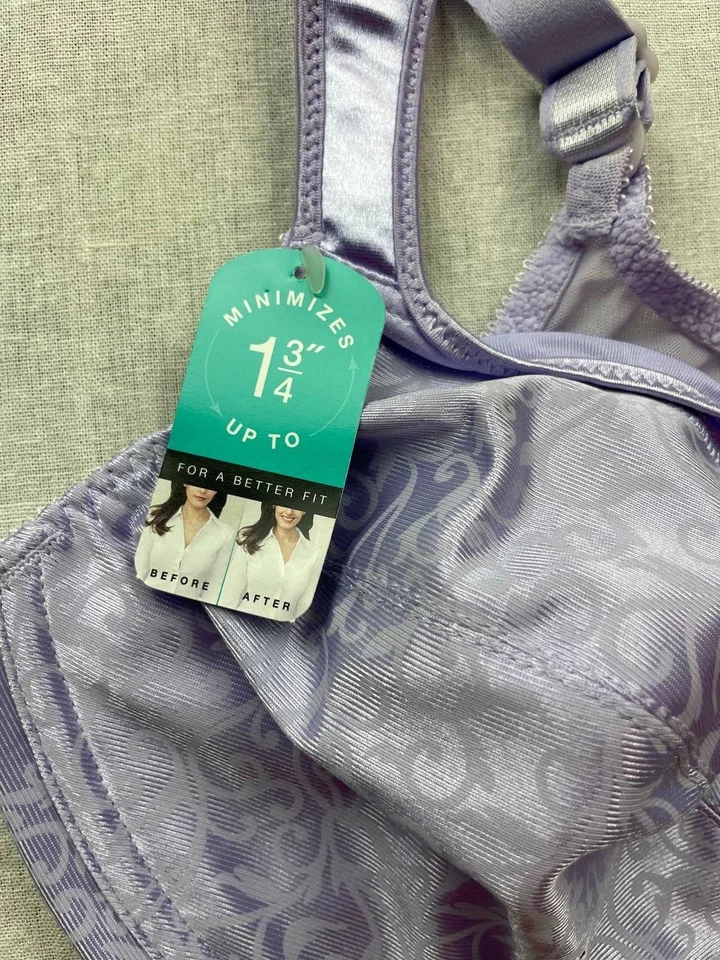 MINIMIZES
1 3/4"
UP TO
FOR A BETTER FIT
BEFORE
AFTER